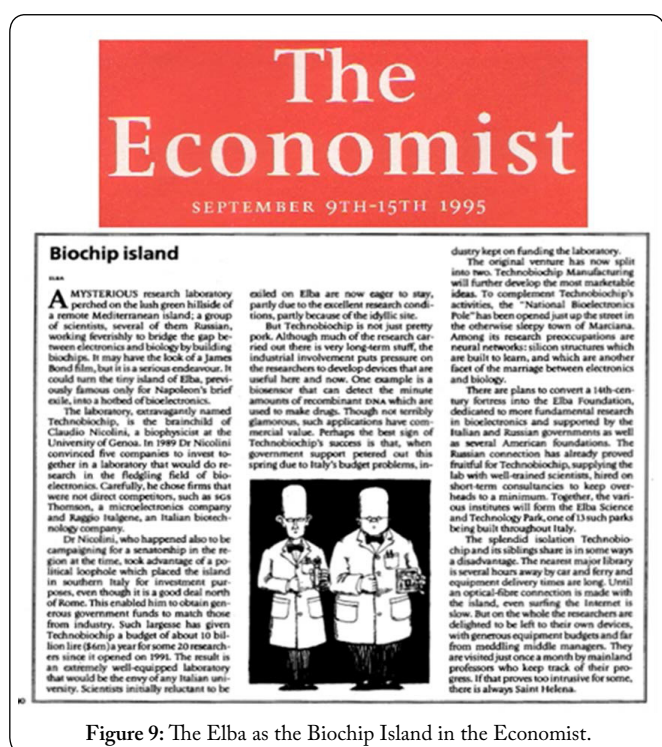 The
Economist
SEPTEMBER 9TH-15TH 1995
Biochip island
ELBA
A MYSTERIOUS research laboratory
perched on the lush green hillside of
a remote Mediterranean island; a group
of scientists, several of them Russian,
working feverishly to bridge the gap be-
tween electronics and biology by building
biochips. It may have the look of a James
Bond film, but it is a serious endeavour. It
could turn the tiny island of Elba, previ-
ously famous only for Napoleon's brief
exile, into a hotbed of bioelectronics.
The laboratory, extravagantly named
Technobiochip, is the brainchild of
Claudio Nicolini, a biophysicist at the
University of Genoa. In 1989 Dr Nicolini
convinced five companies to invest to-
gether in a laboratory that would do re-
search in the fledgling field of bio-
electronics. Carefully, he chose firms that
were not direct competitors, such as SGS
Thomson, a microelectronics company
and Raggio Italgene, an Italian biotech-
nology company.
Dr Nicolini, who happened also to be
campaigning for a senatorship in the re-
gion at the time, took advantage of a po-
litical loophole which placed the island
in southern Italy for investment pur-
poses, even though it is a good deal north
of Rome. This enabled him to obtain gen-
erous government funds to match those
from industry. Such largesse has given
Technobiochip a budget of about 10 bil-
lion lire ($6m) a year for some 20 research-
ers since it opened on 1991. The result is
an extremely well-equipped laboratory
that would be the envy of any Italian uni-
versity. Scientists initially reluctant to be
exiled on Elba are now eager to stay,
partly due to the excellent research condi-
tions, partly because of the idyllic site.
But Technobiochip is not just pretty
pork. Although much of the research car-
ried out there is very long-term stuff, the
industrial involvement puts pressure on
the researchers to develop devices that are
useful here and now. One example is a
biosensor that can detect the minute
amounts of recombinant DNA which are
used to make drugs. Though not terribly
glamorous, such applications have com-
mercial value. Perhaps the best sign of
Technobiochip's success is that, when
government support petered out this
spring due to Italy's budget problems, in-
dustry kept on funding the laboratory.
The original venture has now split
into two. Technobiochip Manufacturing
will further develop the most marketable
ideas. To complement Technobiochip's
activities, the "National Bioelectronics
Pole" has been opened just up the street in
the otherwise sleepy town of Marciana.
Among its research preoccupations are
neural networks: silicon structures which
are built to learn, and which are another
facet of the marriage between electronics
and biology.
There are plans to convert a 14th-cen-
tury fortress into the Elba Foundation,
dedicated to more fundamental research
in bioelectronics and supported by the
Italian and Russian governments as well
as several American foundations. The
Russian connection has already proved
fruitful for Technobiochip, supplying the
lab with well-trained scientists, hired on
short-term consultancies to keep over-
heads to a minimum. Together, the vari-
ous institutes will form the Elba Science
and Technology Park, one of 13 such parks
being built throughout Italy.
The splendid isolation Technobio-
chip and its siblings share is in some ways
a disadvantage. The nearest major library
is several hours away by car and ferry and
equipment delivery times are long. Until
an optical-fibre connection is made with
the island, even surfing the Internet is
slow. But on the whole the researchers are
delighted to be left to their own devices,
with generous equipment budgets and far
from meddling middle managers. They
are visited just once a month by mainland
professors who keep track of their pro-
gress. If that proves too intrusive for some,
there is always Saint Helena.
Figure 9: The Elba as the Biochip Island in the Economist.